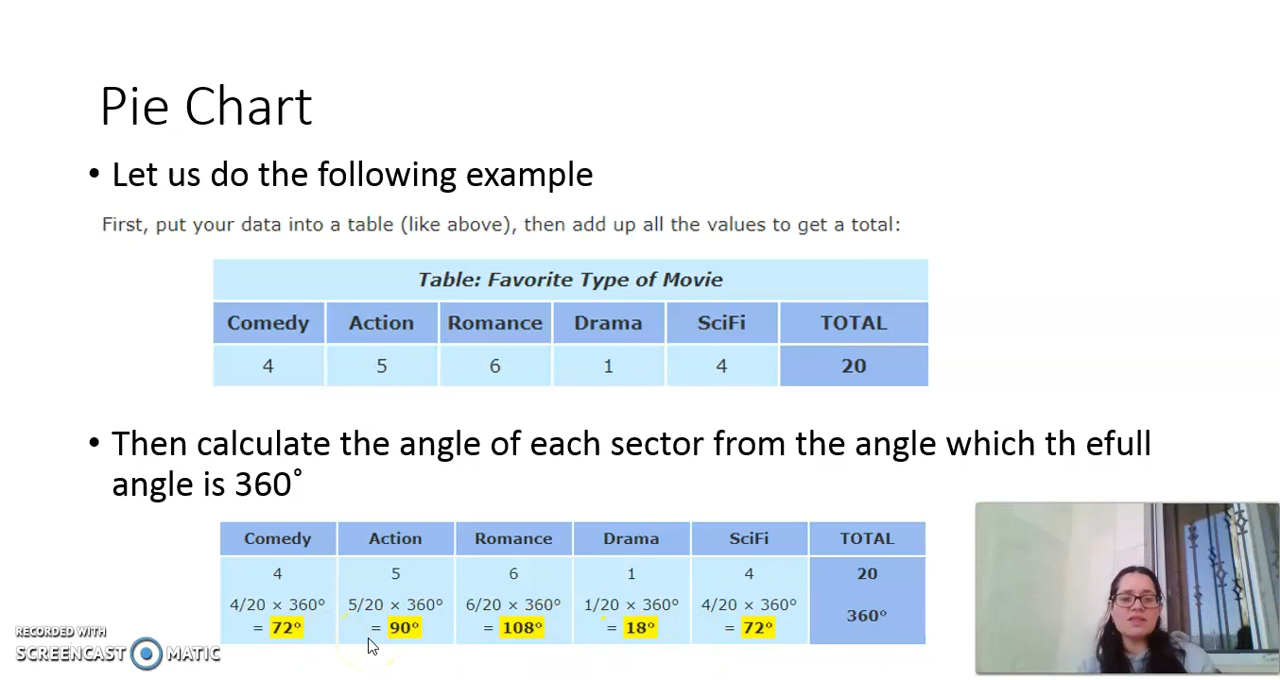 Pie Chart
• Let us do the following example
First, put your data into a table (like above), then add up all the values to get a total:
Table: Favorite Type of Movie
Comedy Action Romance Drama SciFi TOTAL
4 5 6 1 4 20
• Then calculate the angle of each sector from the angle which th efull
angle is 360˚
Comedy Action Romance Drama SciFi TOTAL
4 5 6 1 4 20
4/20 × 360° 5/20 × 360° 6/20 × 360° 1/20 × 360° 4/20 × 360° 360°
= 72° = 90° = 108° = 18° = 72°
RECORDED WITH
SCREENCAST MATIC